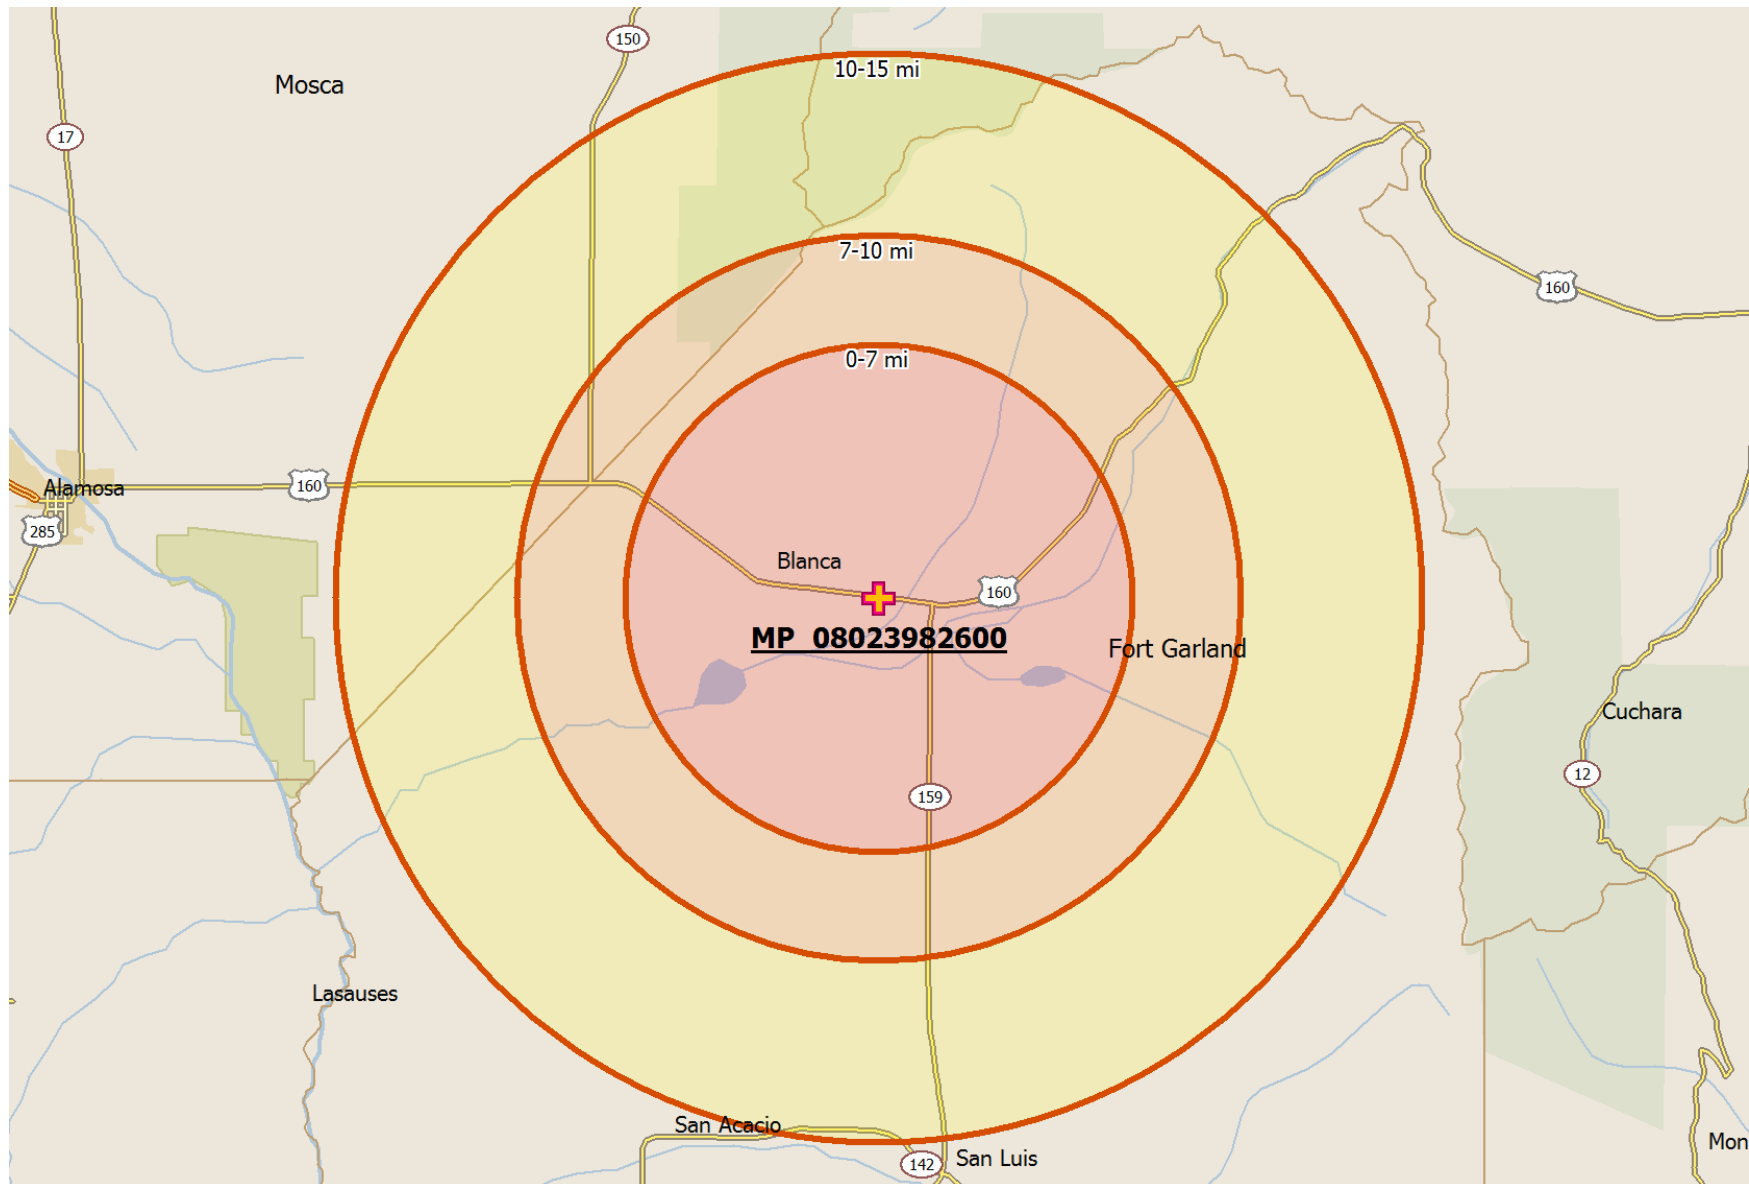 150
10-15 mi
Mosca
17
7-10 mi
160
0-7 mi
Alamosa
160
285
Blanca
160
MP 08023982600
Fort Garland
Cuchara
12
159
Lasauses
San Acacio
142
San Luis
Mon